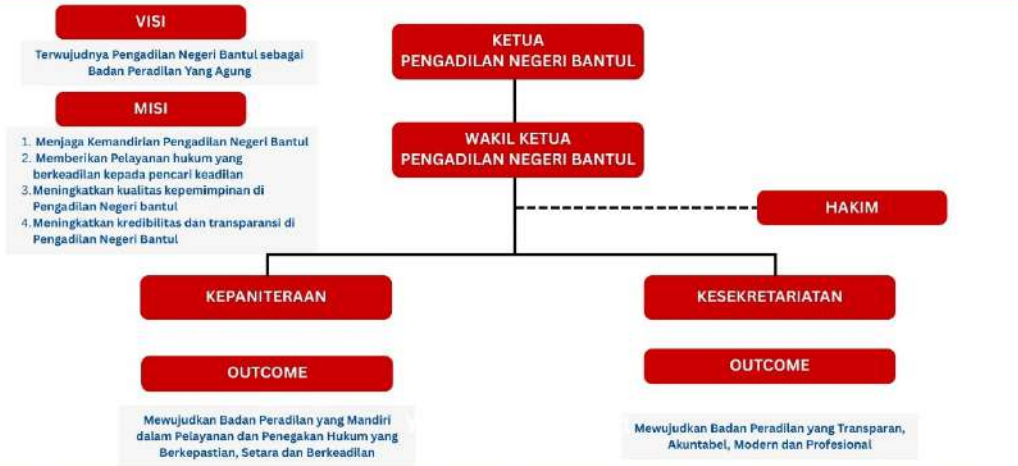 VISI
Terwujudnya Pengadilan Negeri Bantul sebagai
Badan Peradilan Yang Agung
MISI
1. Menjaga Kemandirian Pengadilan Negeri Bantul
2. Memberikan Pelayanan hukum yang
berkeadilan kepada pencari keadilan
3. Meningkatkan kualitas kepemimpinan di
Pengadilan Negeri bantul
4. Meningkatkan kredibilitas dan transparansi di
Pengadilan Negeri Bantul
KETUA
PENGADILAN NEGERI BANTUL
WAKIL KETUA
PENGADILAN NEGERI BANTUL
HAKIM
KEPANITERAAN
OUTCOME
Mewujudkan Badan Peradilan yang Mandiri
dalam Pelayanan dan Penegakan Hukum yang
Berkepastian, Setara dan Berkeadilan
KESEKRETARIATAN
OUTCOME
Mewujudkan Badan Peradilan yang Transparan,
Akuntabel, Modern dan Profesional